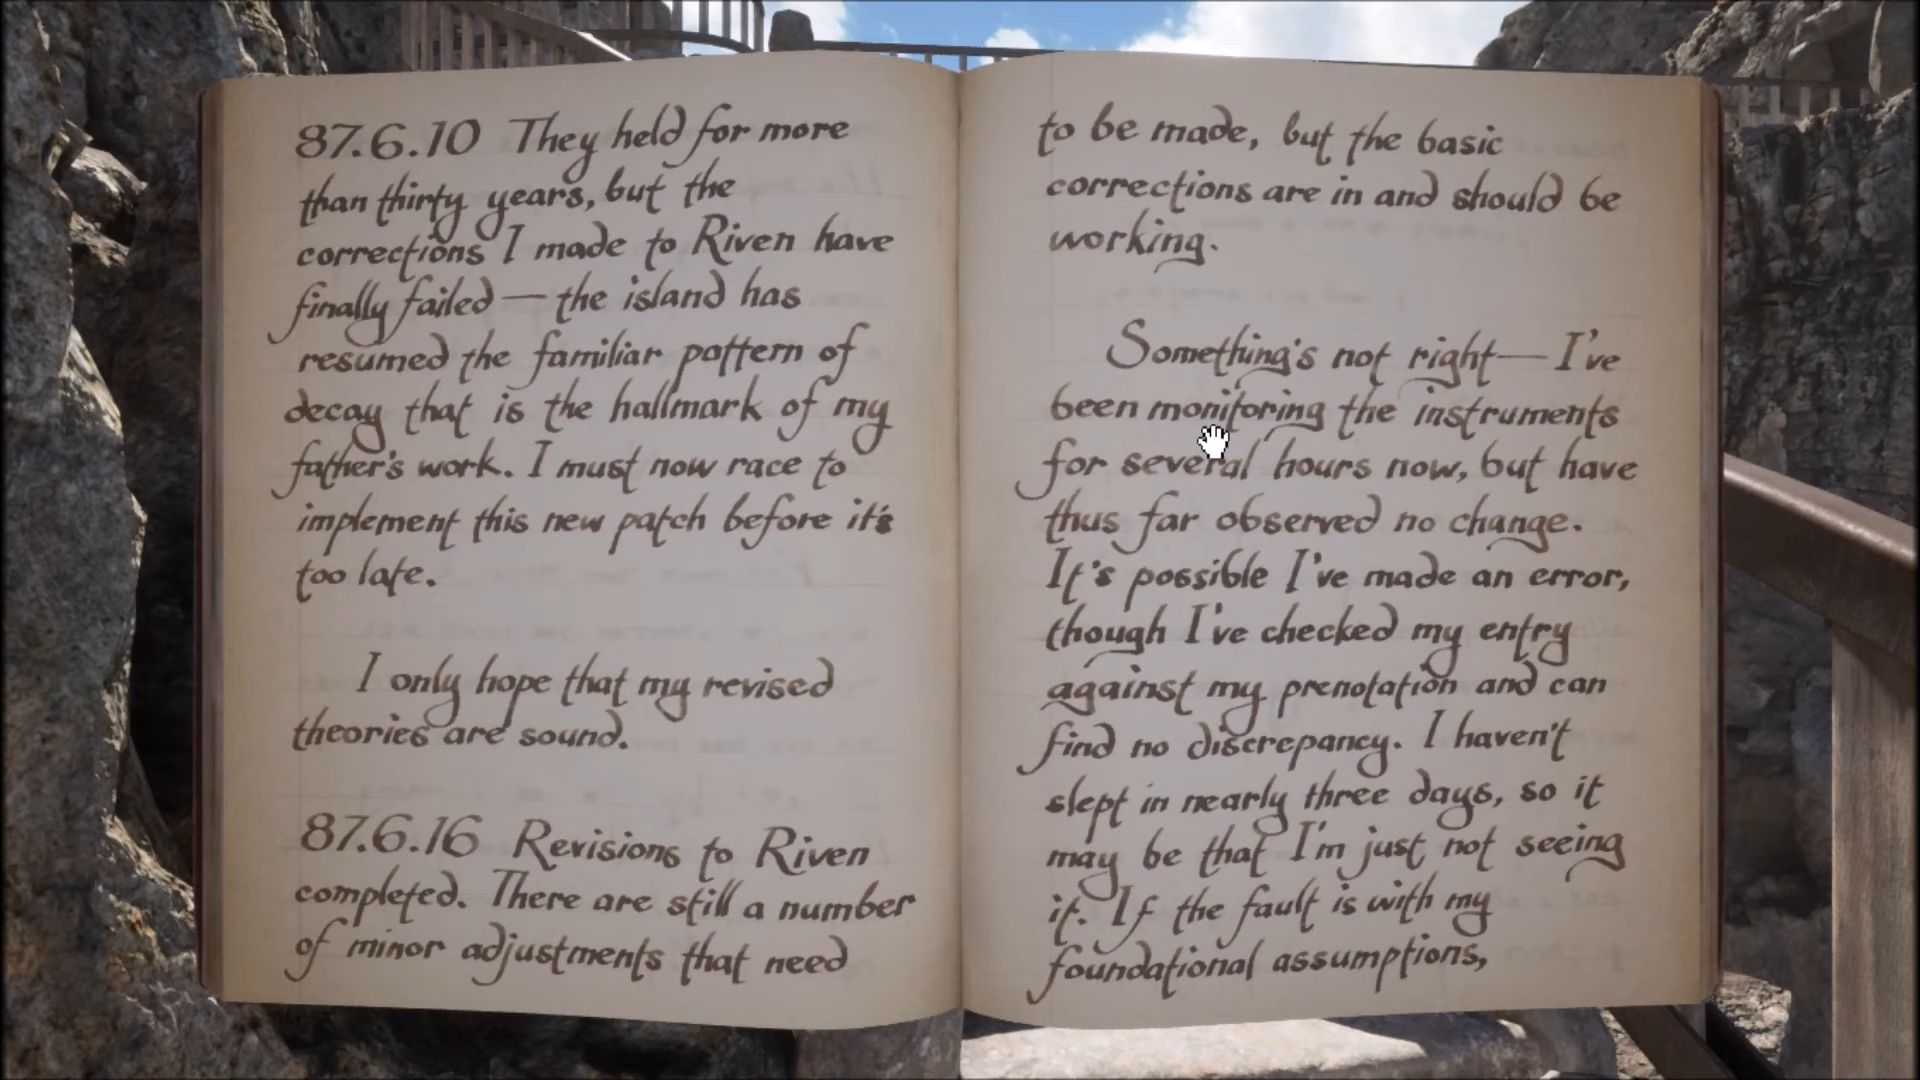 87.6.10 They held for more
than thirty years, but the
corrections I made to Riven have
finally failed — the island has
resumed the familiar pattern of
decay that is the hallmark of my
father's work. I must now race to
implement this new patch before it's
too late.
I only hope that my revised
theories are sound.
87.6.16 Revisions to Riven
completed. There are still a number
of minor adjustments that need
to be made, but the basic
corrections are in and should be
working.
Something's not right — I've
been monitoring the instruments
for several hours now, but have
thus far observed no change.
It's possible I've made an error,
though I've checked my entry
against my prenotation and can
find no discrepancy. I haven't
slept in nearly three days, so it
may be that I'm just not seeing
it. If the fault is with my
foundational assumptions,